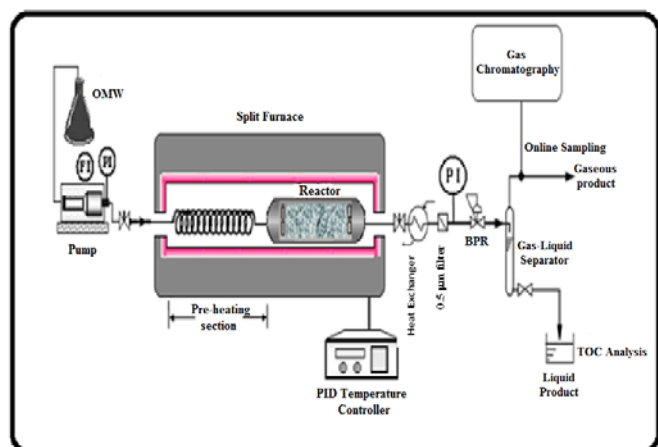 OMW
FI
PI
Pump
Split Furnace
Reactor
Pre-heating
section
PID Temperature
Controller
Heat Exchanger
0.5 µm filter
PI
BPR
Gas
Chromatography
Online Sampling
Gaseous
product
Gas-Liquid
Separator
TOC Analysis
Liquid
Product